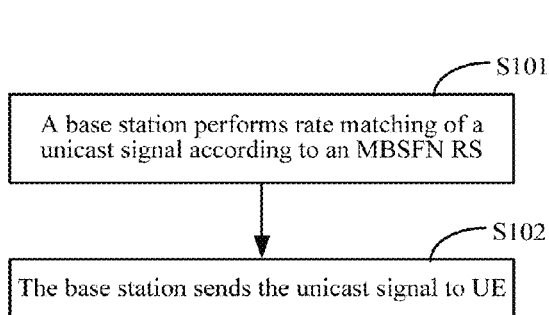 S101
A base station performs rate matching of a
unicast signal according to an MBSFN RS
S102
The base station sends the unicast signal to UE